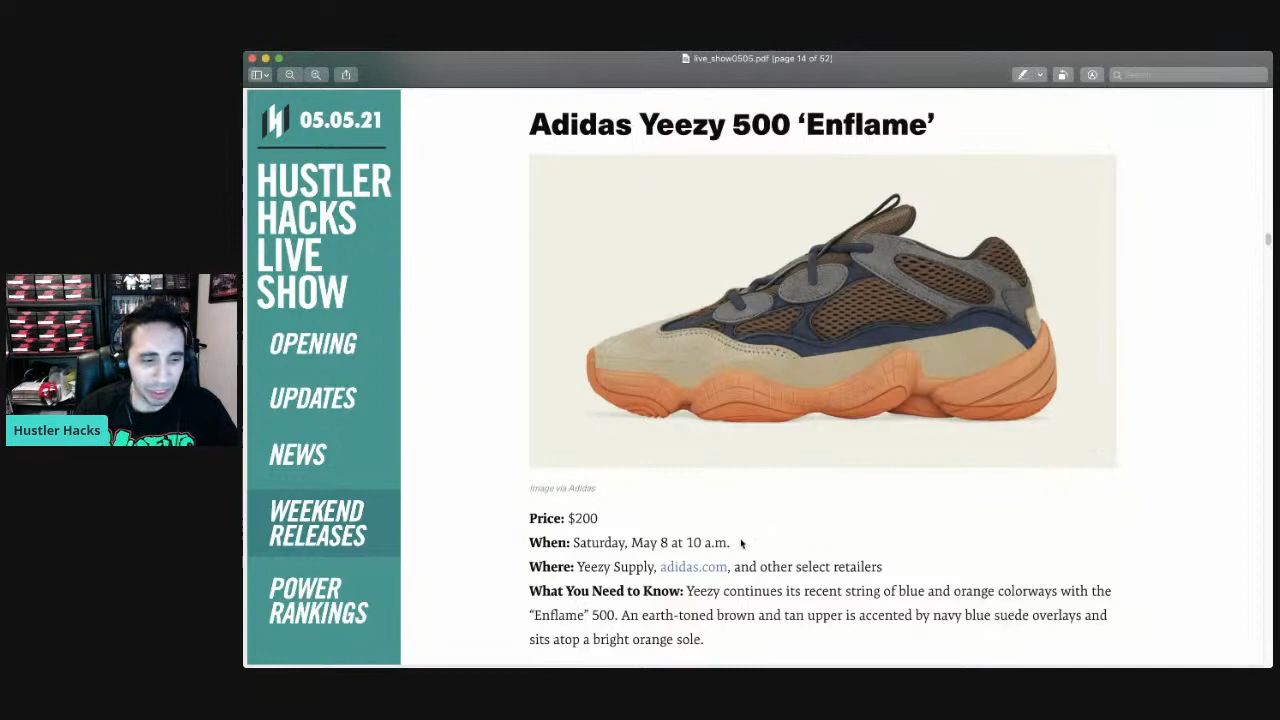 live_show0505.pdf (page 14 of 52)
Search
05.05.21
HUSTLER
HACKS
LIVE
SHOW
OPENING
UPDATES
NEWS
WEEKEND
RELEASES
POWER
RANKINGS
Adidas Yeezy 500 ‘Enflame’
Image via Adidas
Price: $200
When: Saturday, May 8 at 10 a.m.
Where: Yeezy Supply, adidas.com, and other select retailers
What You Need to Know: Yeezy continues its recent string of blue and orange colorways with the
“Enflame” 500. An earth-toned brown and tan upper is accented by navy blue suede overlays and
sits atop a bright orange sole.
Hustler Hacks